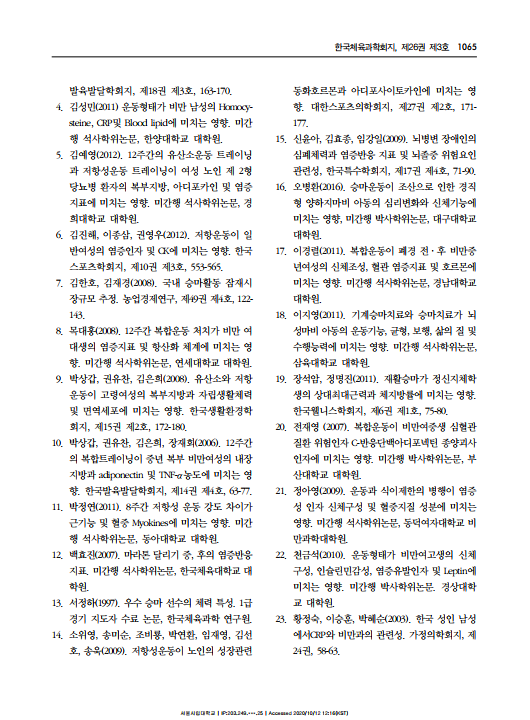 한국체육과학회지, 제26권 제3호 1065
발육발달학회지, 제18권 제3호, 163-170.
4. 김성민(2011) 운동형태가 비만 남성의 Homocy-
steine, CRP및 Blood lipid에 미치는 영향. 미간
행 석사학위논문, 한양대학교 대학원.
5. 김예영(2012). 12주간의 유산소운동 트레이닝
과 저항성운동 트레이닝이 여성 노인 제 2형
당뇨병 환자의 복부지방, 아디포카인 및 염증
지표에 미치는 영향. 미간행 석사학위논문, 경
희대학교 대학원.
6. 김진해, 이종삼, 권영우(2012). 저항운동이 일
반여성의 염증인자 및 CK에 미치는 영향. 한국
스포츠학회지, 제10권 제3호, 553-565.
7. 김한호, 김재경(2008). 국내 승마활동 잠재시
장규모 추정. 농업경제연구, 제49권 제4호, 122-
143.
8. 목대홍(2008). 12주간 복합운동 처치가 비만 여
대생의 염증지표 및 항산화 체계에 미치는 영
향. 미간행 석사학위논문, 연세대학교 대학원.
9. 박상갑, 권유찬, 김은희(2008). 유산소와 저항
운동이 고령여성의 복부지방과 자립생활체력
및 면역세포에 미치는 영향. 한국생활환경학
회지, 제15권 제2호, 172-180.
10. 박상갑, 권유찬, 김은희, 장재희(2006). 12주간
의 복합트레이닝이 중년 복부 비만여성의 내장
지방과 adiponectin 및 TNF-α농도에 미치는 영
향. 한국발육발달학회지, 제14권 제4호, 63-77.
11. 박정연(2011). 8주간 저항성 운동 강도 차이가
근기능 및 혈중 Myokines에 미치는 영향. 미간
행 석사학위논문, 동아대학교 대학원.
12. 백효진(2007). 마라톤 달리기 중, 후의 염증반응
지표. 미간행 석사학위논문, 한국체육대학교 대
학원.
13. 서정하(1997). 우수 승마 선수의 체력 특성. 1급
경기 지도자 수료 논문, 한국체육과학 연구원.
14. 소위영, 송미순, 조비룡, 박연환, 임재영, 김선
호, 송욱(2009). 저항성운동이 노인의 성장관련
동화호르몬과 아디포사이토카인에 미치는 영
향. 대한스포츠의학회지, 제27권 제2호, 171-
177.
15. 신윤아, 김효종, 임강일(2009). 뇌병변 장애인의
심폐체력과 염증반응 지표 및 뇌졸중 위험요인
관련성, 한국특수학회지, 제17권 제4호, 71-90.
16. 오병환(2016). 승마운동이 조산으로 인한 경직
형 양하지마비 아동의 심리변화와 신체기능에
미치는 영향, 미간행 박사학위논문, 대구대학교
대학원.
17. 이경렬(2011). 복합운동이 폐경 전·후 비만중
년여성의 신체조성, 혈관 염증지표 및 호르몬에
미치는 영향. 미간행 석사학위논문, 경남대학교
대학원.
18. 이지영(2011). 기계승마치료와 승마치료가 뇌
성마비 아동의 운동기능, 균형, 보행, 삶의 질 및
수행능력에 미치는 영향. 미간행 석사학위논문,
삼육대학교 대학원.
19. 장석암, 정명진(2011). 재활승마가 정신지체학
생의 상대최대근력과 체지방률에 미치는 영향.
한국웰니스학회지, 제6권 제1호, 75-80.
20. 전재영 (2007). 복합운동이 비만여중생 심혈관
질환 위험인자 C-반응단백아디포넥틴 종양괴사
인자에 미치는 영향. 미간행 박사학위논문, 부
산대학교 대학원.
21. 정아영(2009). 운동과 식이제한의 병행이 염증
성 인자 신체구성 및 혈중지질 성분에 미치는
영향. 미간행 석사학위논문, 동덕여자대학교 비
만과학대학원.
22. 천금석(2010). 운동형태가 비만여고생의 신체
구성, 인슐린민감성, 염증유발인자 및 Leptin에
미치는 영향. 미간행 박사학위논문. 경상대학
교 대학원.
23. 황정숙, 이승훈, 박혜순(2003). 한국 성인 남성
에서CRP와 비만과의 관련성. 가정의학회지, 제
24권, 58-63.
서울시립대학교 | IP:203.249.***.25 | Accessed 2020/10/12 12:16(KST)